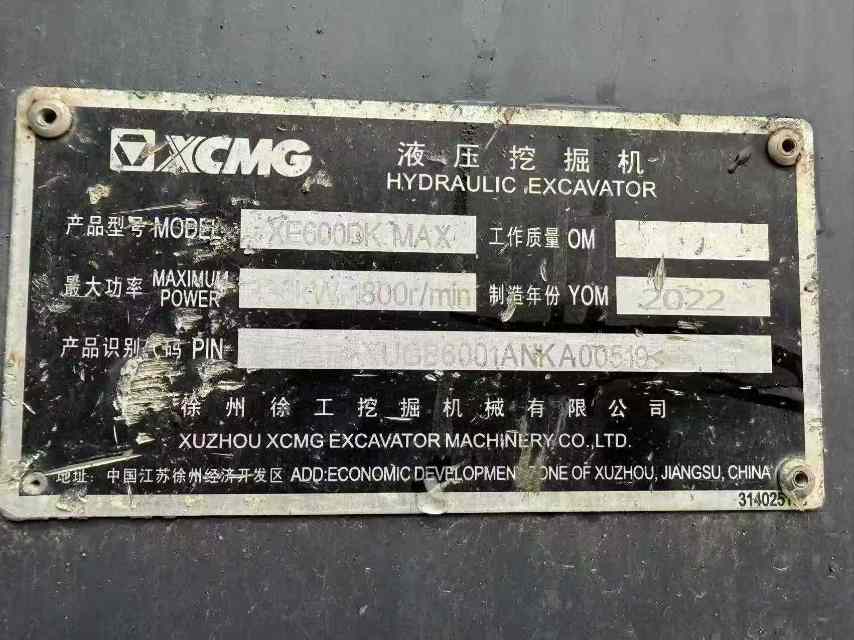 XCMG 液压挖掘机
HYDRAULIC EXCAVATOR
产品型号 MODEL XE600DK MAX 工作质量 OM
最大功率 MAXIMUM POWER kW 1800r/min 制造年份 YOM 2022
产品识别代码 PIN XUGB6001ANKA00519<
徐州徐工挖掘机械有限公司
XUZHOU XCMG EXCAVATOR MACHINERY CO., LTD.
地址: 中国江苏徐州经济开发区 ADD:ECONOMIC DEVELOPMENT ZONE OF XUZHOU, JIANGSU, CHINA